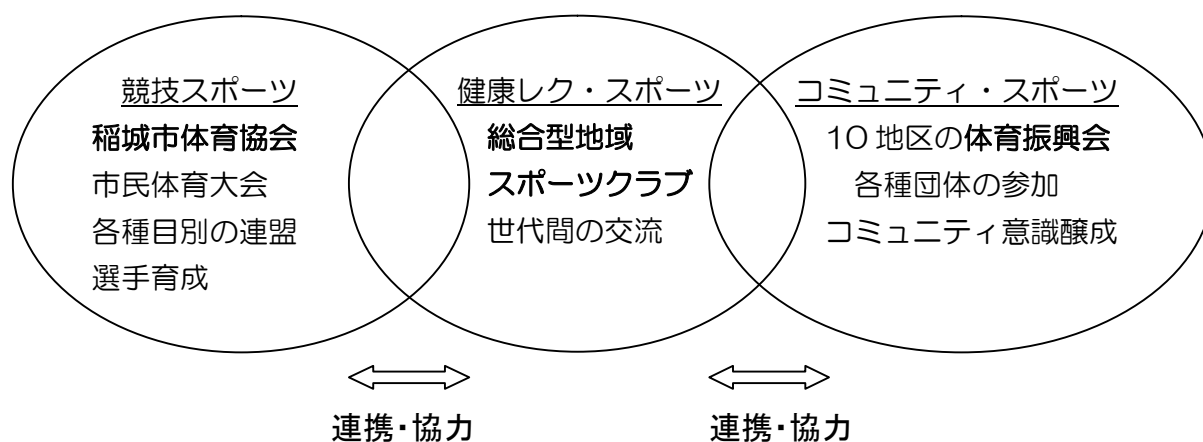 競技スポーツ
稲城市体育協会
市民体育大会
各種目別の連盟
選手育成
健康レク・スポーツ
総合型地域
スポーツクラブ
世代間の交流
コミュニティ・スポーツ
10地区の体育振興会
各種団体の参加
コミュニティ意識醸成
連携・協力
連携・協力